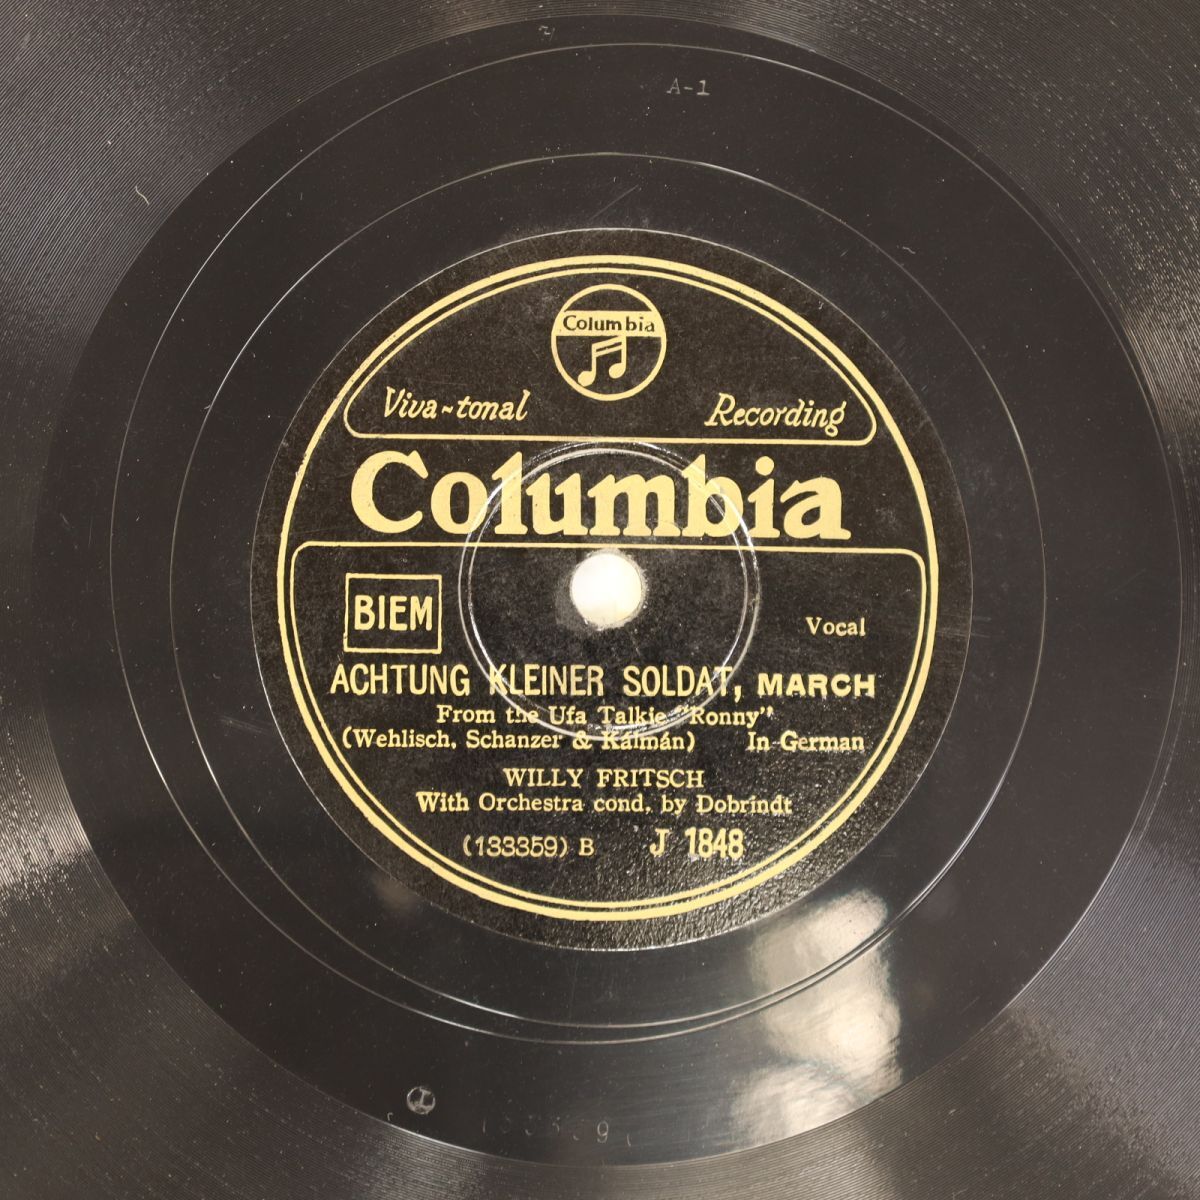 A-1
Columbia
Viva-tonal Recording
Columbia
BIEM
Vocal
ACHTUNG KLEINER SOLDAT, MARCH
From the Ufa Talkie "Ronny"
(Wehlisch, Schanzer & Kálmán) In German
WILLY FRITSCH
With Orchestra cond. by Dobrindt
(133359) B J 1848